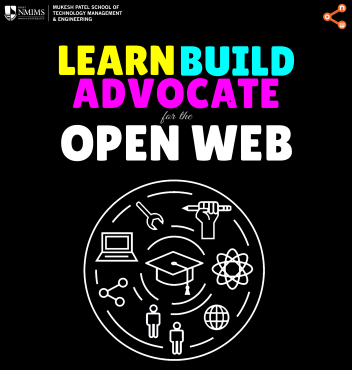 NMIMS
MUKESH PATEL SCHOOL OF
TECHNOLOGY MANAGEMENT
& ENGINEERING
LEARN BUILD
ADVOCATE
for the
OPEN WEB